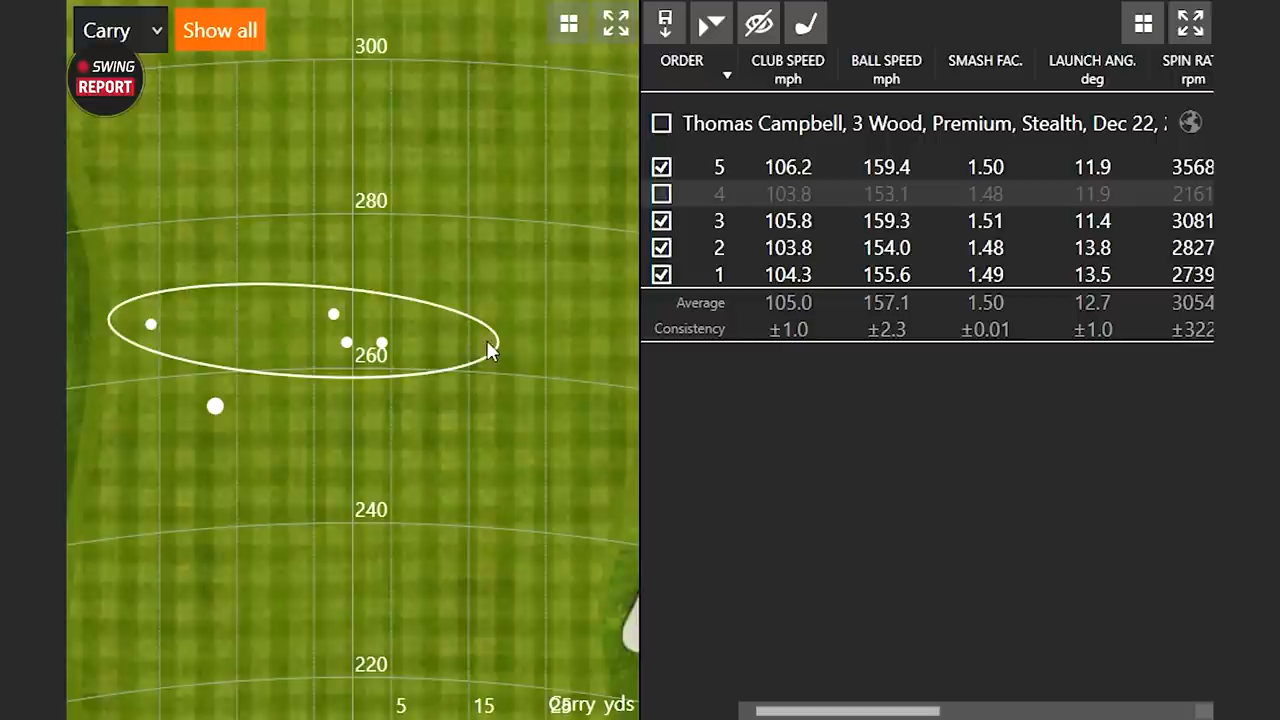 Carry
Show all
SWING
REPORT
300
280
260
240
220
5 15 25
Carry yds
ORDER CLUB SPEED BALL SPEED SMASH FAC. LAUNCH ANG. SPIN RAT
mph mph deg rpm
Thomas Campbell, 3 Wood, Premium, Stealth, Dec 22,
5 106.2 159.4 1.50 11.9 3568
4 103.8 153.1 1.48 11.9 2161
3 105.8 159.3 1.51 11.4 3081
2 103.8 154.0 1.48 13.8 2827
1 104.3 155.6 1.49 13.5 2739
Average 105.0 157.1 1.50 12.7 3054
Consistency ±1.0 ±2.3 ±0.01 ±1.0 ±322